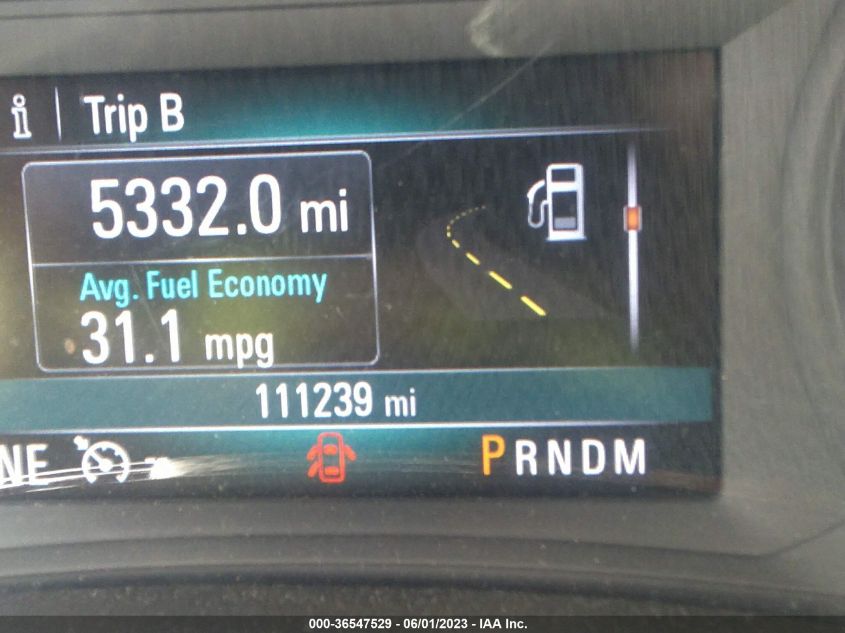 i Trip B
5332.0 mi
Avg. Fuel Economy
31.1 mpg
111239 mi
NE PRNDM
000-36547529 - 06/01/2023 - IAA Inc.